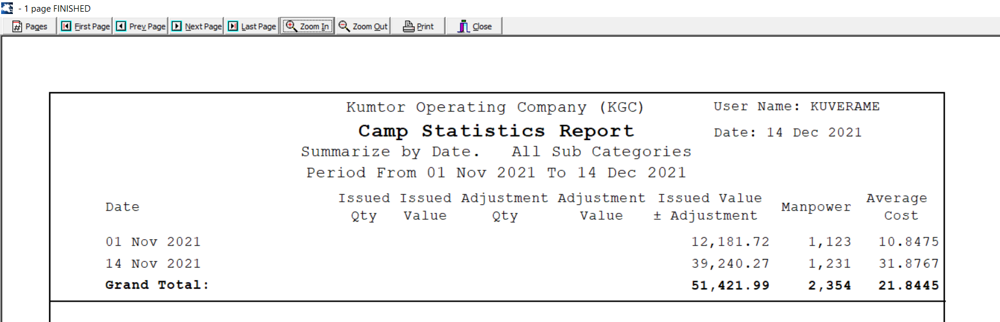 - 1 page FINISHED
Pages First Page Prev Page Next Page Last Page Zoom In Zoom Out Print Close
Kumtor Operating Company (KGC) User Name: KUVERAME
Camp Statistics Report Date: 14 Dec 2021
Summarize by Date. All Sub Categories
Period From 01 Nov 2021 To 14 Dec 2021
Date Issued Qty Issued Value Adjustment Qty Adjustment Value Issued Value ± Adjustment Manpower Average Cost
01 Nov 2021 12,181.72 1,123 10.8475
14 Nov 2021 39,240.27 1,231 31.8767
Grand Total: 51,421.99 2,354 21.8445